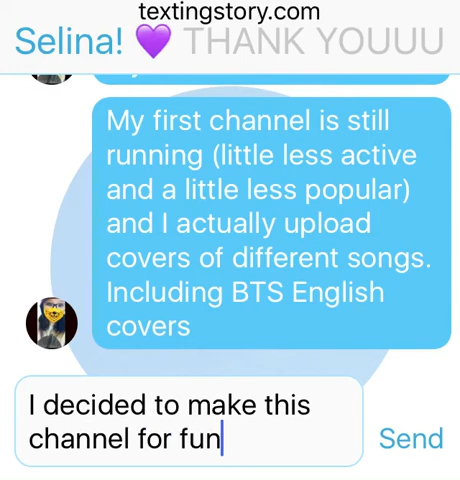 textingstory.com
Selina! 💜 THANK YOUUU
My first channel is still
running (little less active
and a little less popular)
and I actually upload
covers of different songs.
Including BTS English
covers
I decided to make this
channel for fun
Send